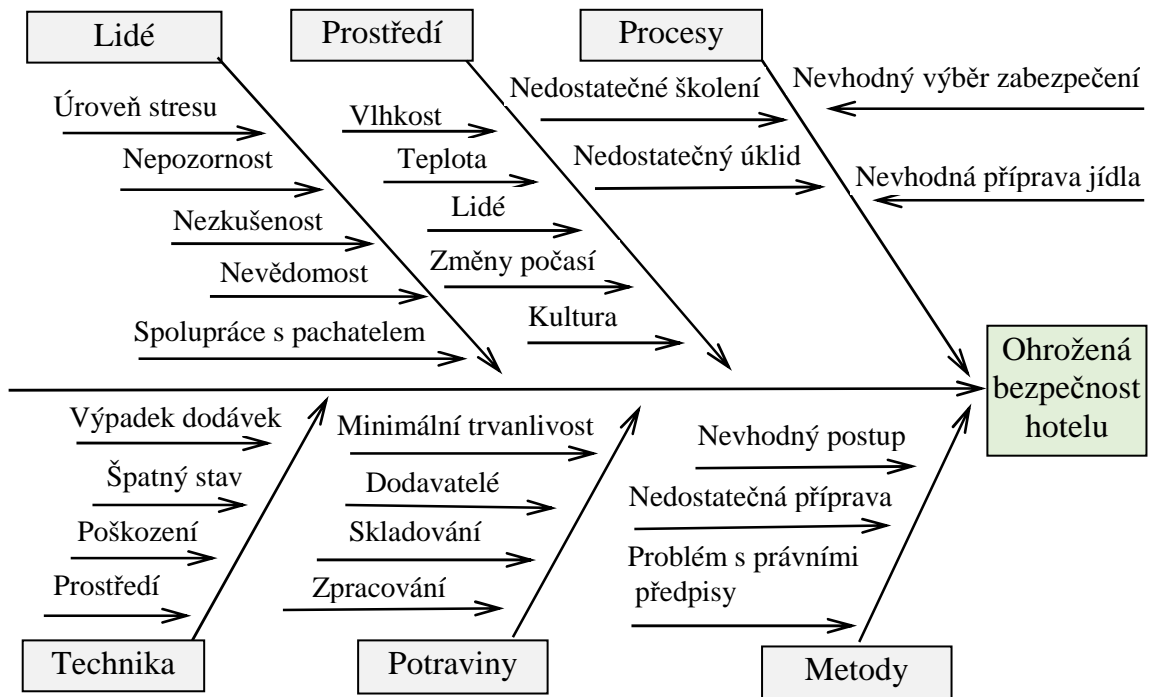 Lidé
Prostředí
Procesy
Úroveň stresu
Nepozornost
Nezkušenost
Nevědomost
Spolupráce s pachatelem
Vlhkost
Teplota
Lidé
Změny počasí
Kultura
Nedostatečné školení
Nedostatečný úklid
Nevhodný výběr zabezpečení
Nevhodná příprava jídla
Ohrožená
bezpečnost
hotelu
Výpadek dodávek
Špatný stav
Poškození
Prostředí
Minimální trvanlivost
Dodavatelé
Skladování
Zpracování
Nevhodný postup
Nedostatečná příprava
Problém s právními
předpisy
Technika
Potraviny
Metody